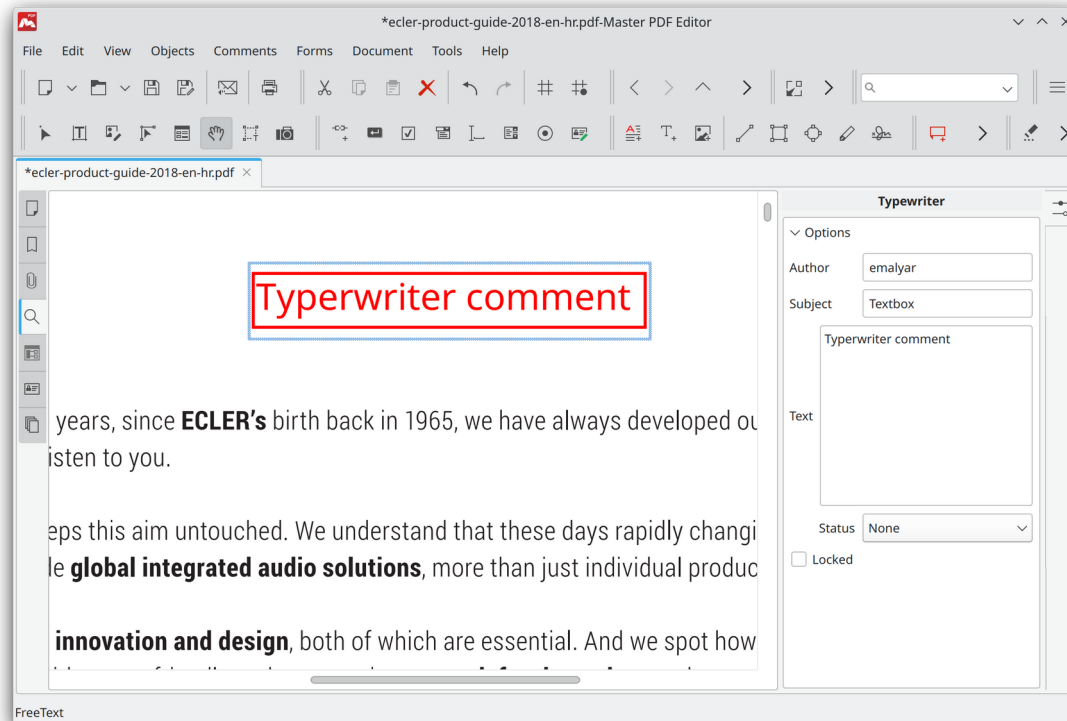 *ecler-product-guide-2018-en-hr.pdf-Master PDF Editor
File Edit View Objects Comments Forms Document Tools Help
*ecler-product-guide-2018-en-hr.pdf
Typewriter
Options
Author emalyar
Subject Textbox
Text Typerwriter comment
Status None
Locked
Typerwriter comment
years, since ECLER’s birth back in 1965, we have always developed ou
isten to you.
eps this aim untouched. We understand that these days rapidly changi
le global integrated audio solutions, more than just individual produc
innovation and design, both of which are essential. And we spot how
FreeText